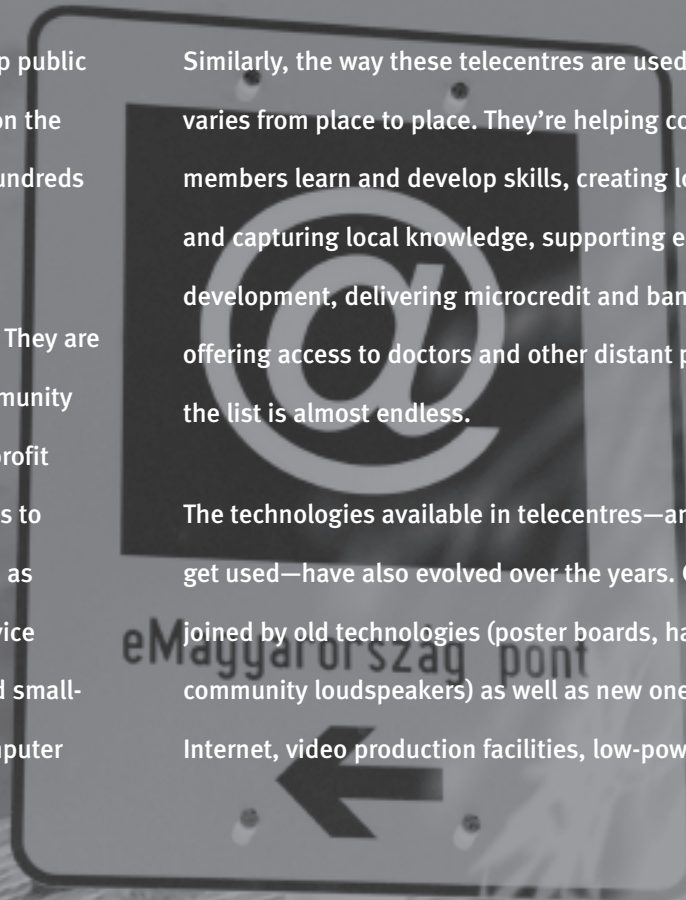 p public
on the
undreds
They are
munity
profit
s to
as
vice
d small-
puter
Similarly, the way these telecentres are used
varies from place to place. They’re helping co
members learn and develop skills, creating lo
and capturing local knowledge, supporting e
development, delivering microcredit and ban
offering access to doctors and other distant p
the list is almost endless.
The technologies available in telecentres—an
get used—have also evolved over the years.
joined by old technologies (poster boards, ha
community loudspeakers) as well as new one
Internet, video production facilities, low-pow
@
eMagyarország pont